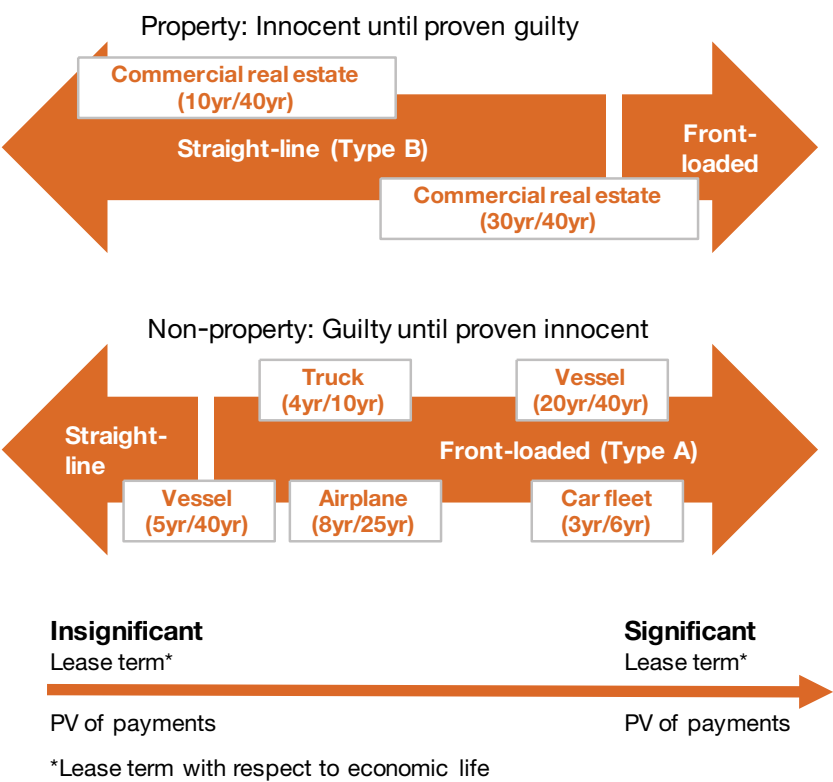 Property: Innocent until proven guilty
Commercial real estate
(10yr/40yr)
Straight-line (Type B)
Front-
loaded
Commercial real estate
(30yr/40yr)
Non-property: Guilty until proven innocent
Truck
(4yr/10yr)
Vessel
(20yr/40yr)
Straight-
line
Front-loaded (Type A)
Vessel
(5yr/40yr)
Airplane
(8yr/25yr)
Car fleet
(3yr/6yr)
Insignificant
Lease term*
Significant
Lease term*
PV of payments
PV of payments
*Lease term with respect to economic life